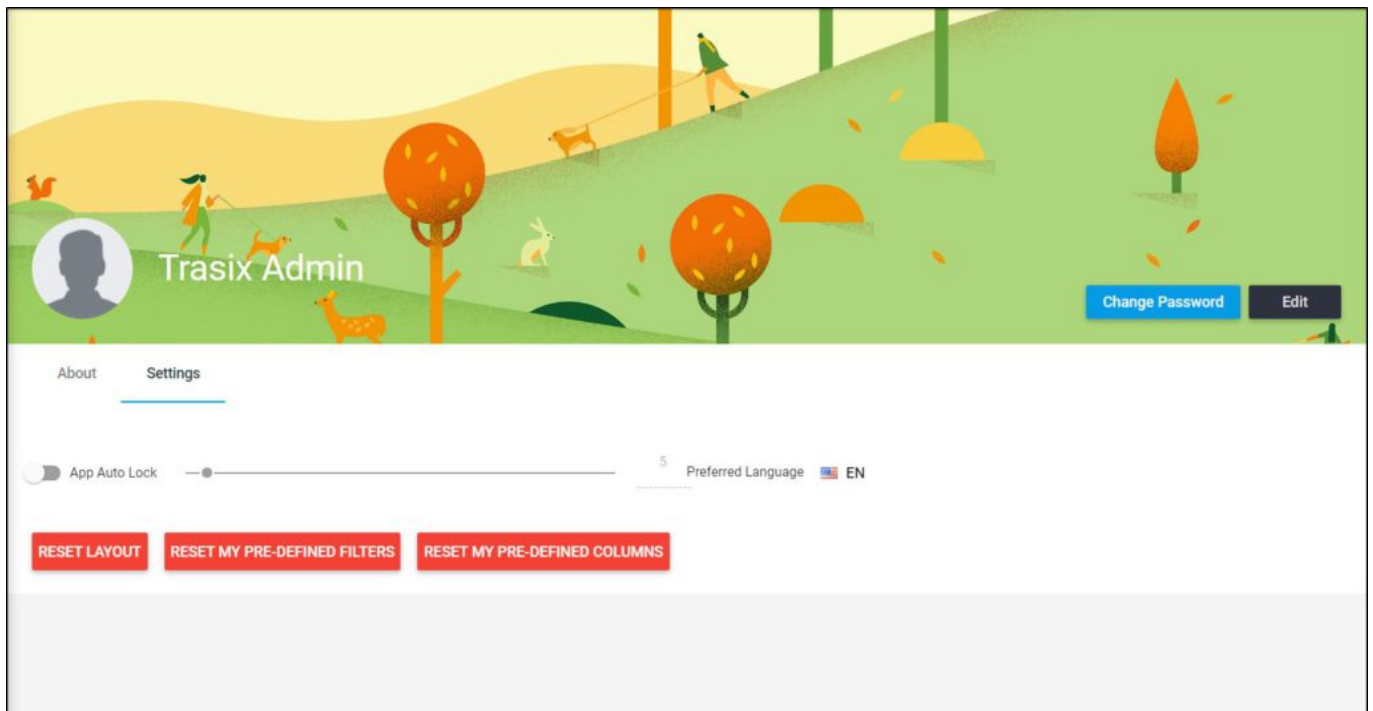 Trasix Admin
Change Password Edit
About Settings
App Auto Lock 5 Preferred Language EN
RESET LAYOUT RESET MY PRE-DEFINED FILTERS RESET MY PRE-DEFINED COLUMNS